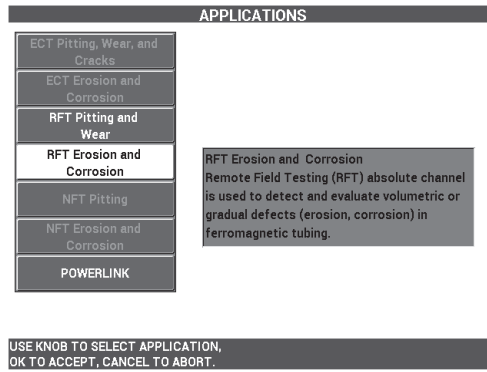 APPLICATIONS
ECT Pitting, Wear, and
Cracks
ECT Erosion and
Corrosion
RFT Pitting and
Wear
RFT Erosion and
Corrosion
NFT Pitting
NFT Erosion and
Corrosion
POWERLINK
RFT Erosion and Corrosion
Remote Field Testing (RFT) absolute channel
is used to detect and evaluate volumetric or
gradual defects (erosion, corrosion) in
ferromagnetic tubing.
USE KNOB TO SELECT APPLICATION,
OK TO ACCEPT, CANCEL TO ABORT.